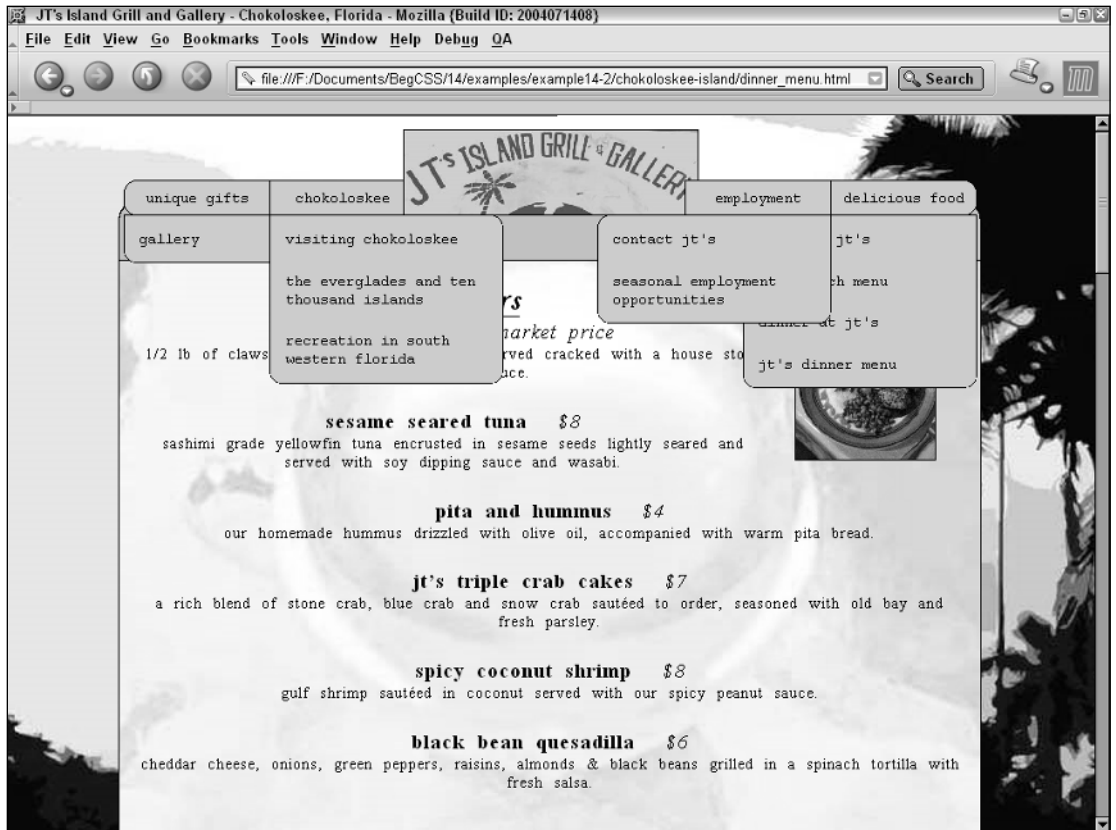 JT's Island Grill and Gallery - Chokoloskee, Florida - Mozilla {Build ID: 2004071408}
File Edit View Go Bookmarks Tools Window Help Debug QA
file:///F:/Documents/BegCSS/14/examples/example14-2/chokoloskee-island/dinner_menu.html Search
JT'S ISLAND GRILL & GALLERY
unique gifts chokoloskee employment delicious food
gallery visiting chokoloskee contact jt's jt's
the everglades and ten seasonal employment ch menu
thousand islands rs opportunities
market price dinner at jt's
recreation in south
1/2 lb of claws western florida rved cracked with a house sto jt's dinner menu
uce.
sesame seared tuna $8
sashimi grade yellowfin tuna encrusted in sesame seeds lightly seared and
served with soy dipping sauce and wasabi.
pita and hummus $4
our homemade hummus drizzled with olive oil, accompanied with warm pita bread.
jt's triple crab cakes $7
a rich blend of stone crab, blue crab and snow crab sautéed to order, seasoned with old bay and
fresh parsley.
spicy coconut shrimp $8
gulf shrimp sautéed in coconut served with our spicy peanut sauce.
black bean quesadilla $6
cheddar cheese, onions, green peppers, raisins, almonds & black beans grilled in a spinach tortilla with
fresh salsa.